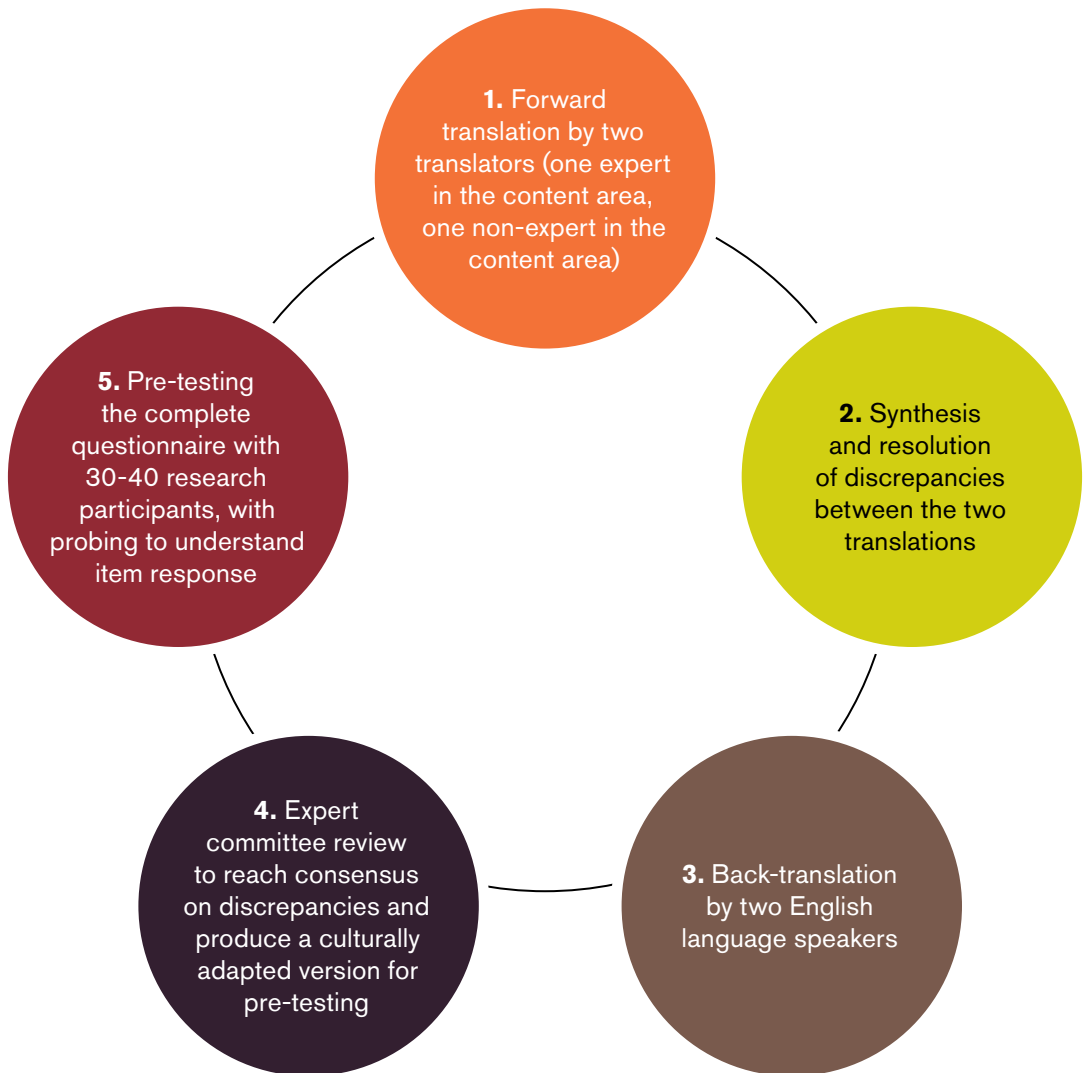 1. Forward
translation by two
translators (one expert
in the content area,
one non-expert in the
content area)
2. Synthesis
and resolution
of discrepancies
between the two
translations
3. Back-translation
by two English
language speakers
4. Expert
committee review
to reach consensus
on discrepancies and
produce a culturally
adapted version for
pre-testing
5. Pre-testing
the complete
questionnaire with
30-40 research
participants, with
probing to understand
item response